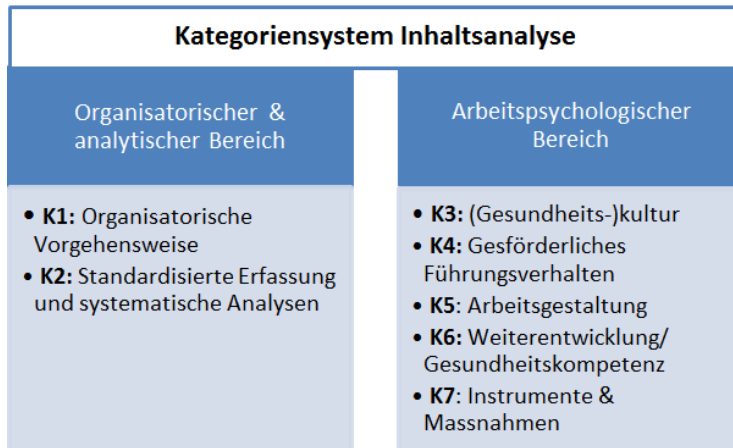 Kategoriensystem Inhaltsanalyse
Organisatorischer &
analytischer Bereich
• K1: Organisatorische
Vorgehensweise
• K2: Standardisierte Erfassung
und systematische Analysen
Arbeitspsychologischer
Bereich
• K3: (Gesundheits-)kultur
• K4: Gesförderliches
Führungsverhalten
• K5: Arbeitsgestaltung
• K6: Weiterentwicklung/
Gesundheitskompetenz
• K7: Instrumente &
Massnahmen